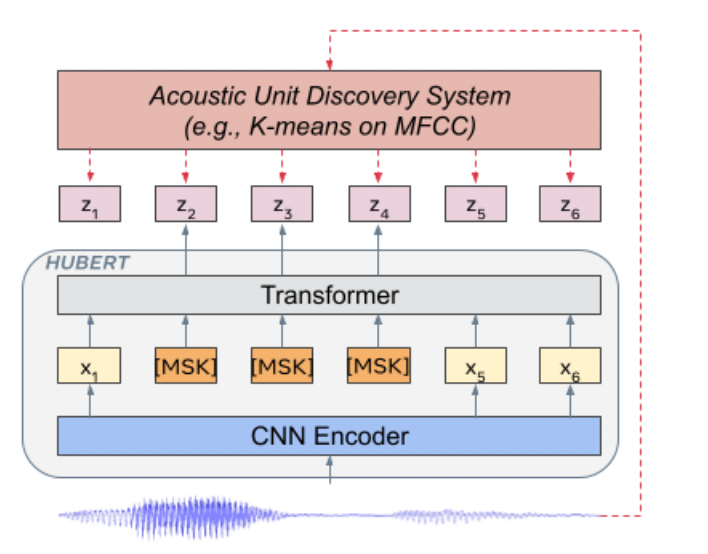 Acoustic Unit Discovery System
(e.g., K-means on MFCC)
z1 z2 z3 z4 z5 z6
HUBERT
Transformer
x1 [MSK] [MSK] [MSK] x5 x6
CNN Encoder